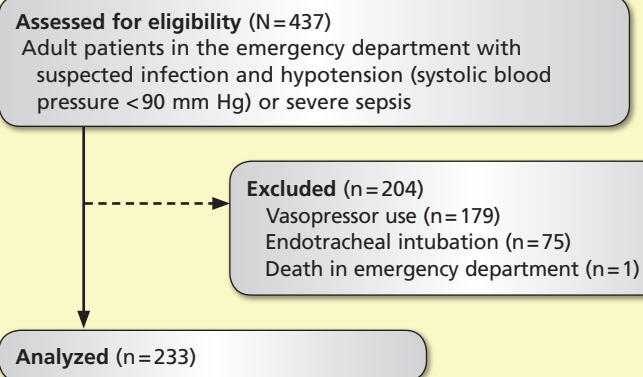 Assessed for eligibility (N=437)
Adult patients in the emergency department with
suspected infection and hypotension (systolic blood
pressure <90 mm Hg) or severe sepsis
Excluded (n=204)
Vasopressor use (n=179)
Endotracheal intubation (n=75)
Death in emergency department (n=1)
Analyzed (n=233)